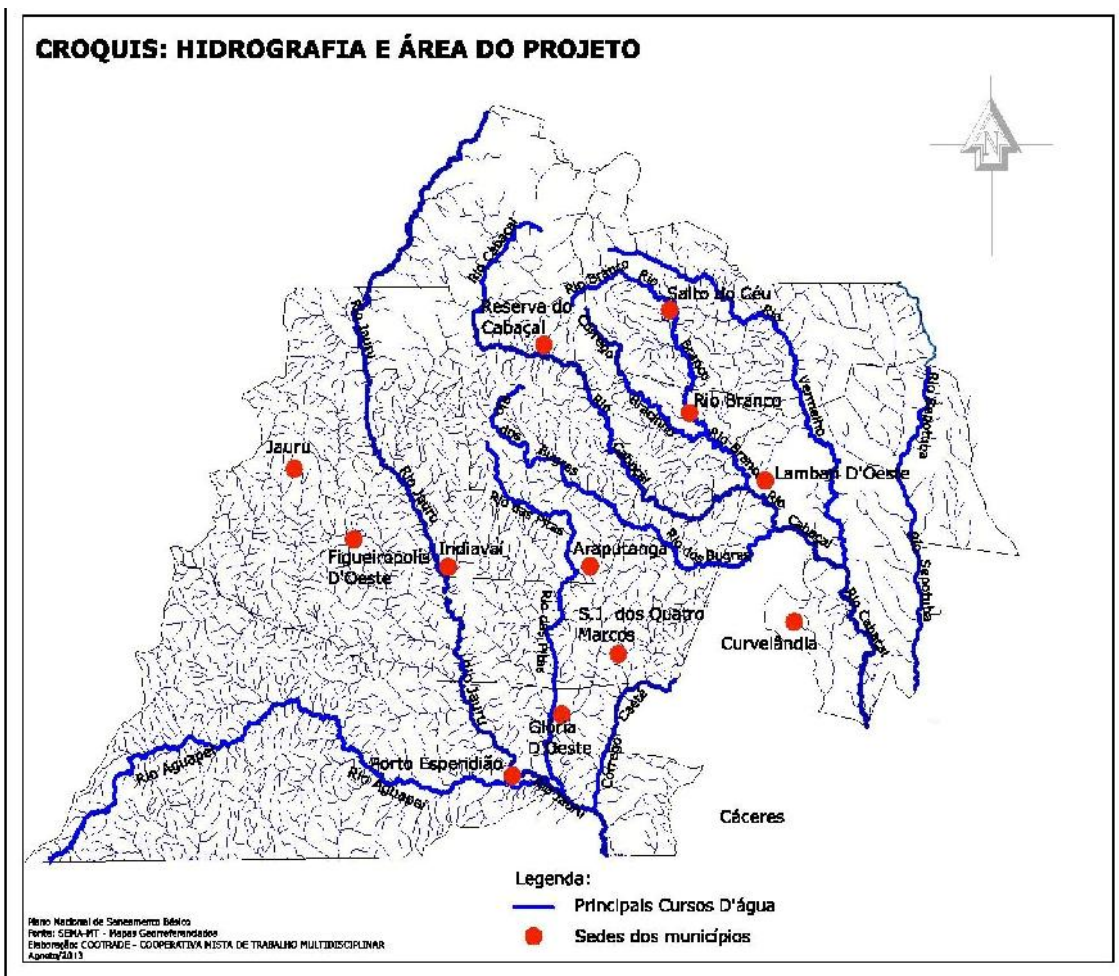 CROQUIS: HIDROGRAFIA E ÁREA DO PROJETO
N
Rio Cabaçal
Rio Branco
Rio
Salto do Céu
Reserva do
Cabaçal
Rio Jauru
Córrego
Branco
Rio
Vermelho
Rio Sepotuba
Rio Branco
Bracinho
Rio
Cabaçal
Rio Branco
Rio
dos
Bugres
Jauru
Rio Jauru
Lambari D'Oeste
Rio
Cabaçal
Rio das Pitas
Rio dos Bugres
Figueirópolis
D'Oeste
Indiavaí
Araputanga
Rio Sepotuba
S.J. dos Quatro
Marcos
Rio das Pitas
Rio Cabaçal
Curvelândia
Rio Jauru
Glória
D'Oeste
Córrego Caeté
Rio Aguapeí
Porto Espendião
Rio Aguapeí
Rio Jauru
Cáceres
Legenda:
Principais Cursos D'água
Sedes dos municípios
Plano Nacional de Saneamento Básico
Fonte: SEMA-MT - Mapas Georreferendados
Elaboração: COOTRADE - COOPERATIVA MISTA DE TRABALHO MULTIDISCIPLINAR
Agosto/2013